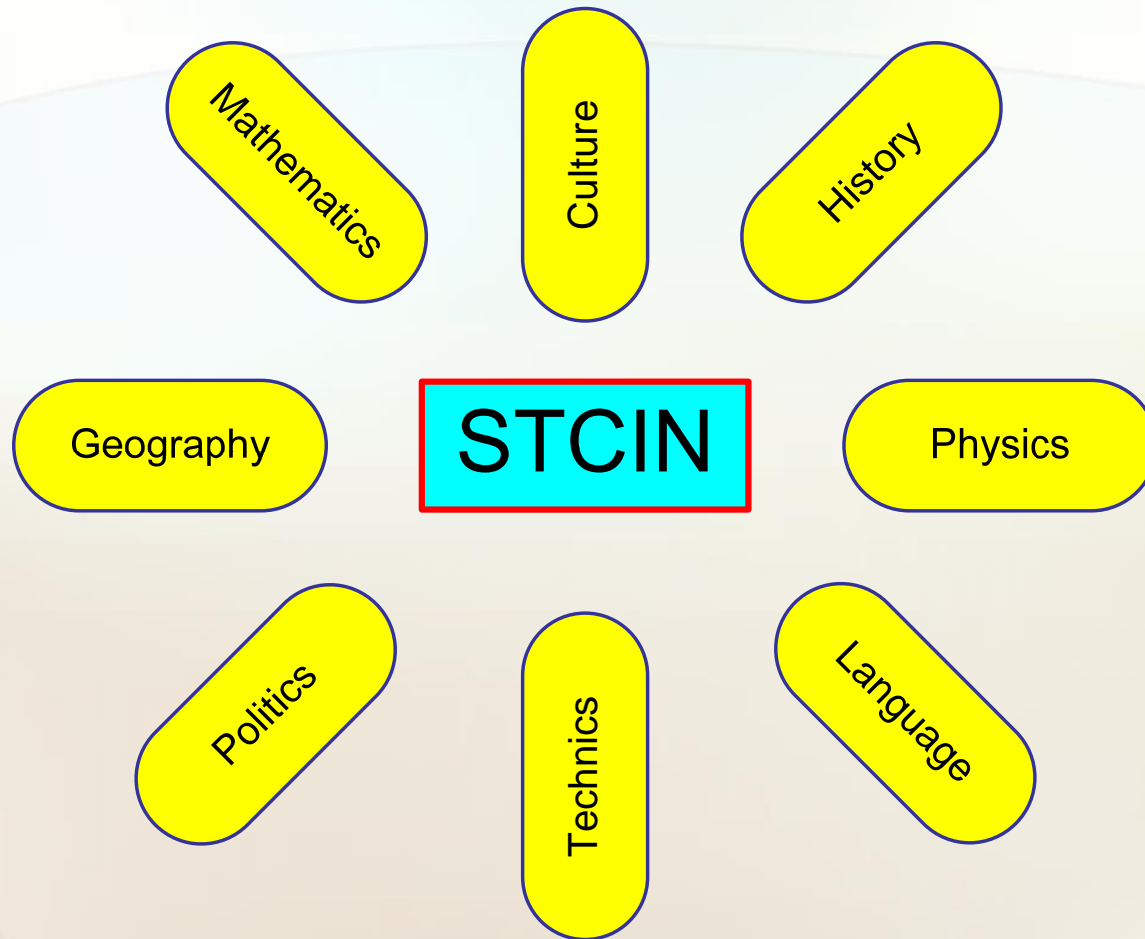 Mathematics
Culture
History
Geography
STCIN
Physics
Politics
Technics
Language